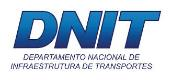 DNIT
DEPARTAMENTO NACIONAL DE
INFRAESTRUTURA DE TRANSPORTES